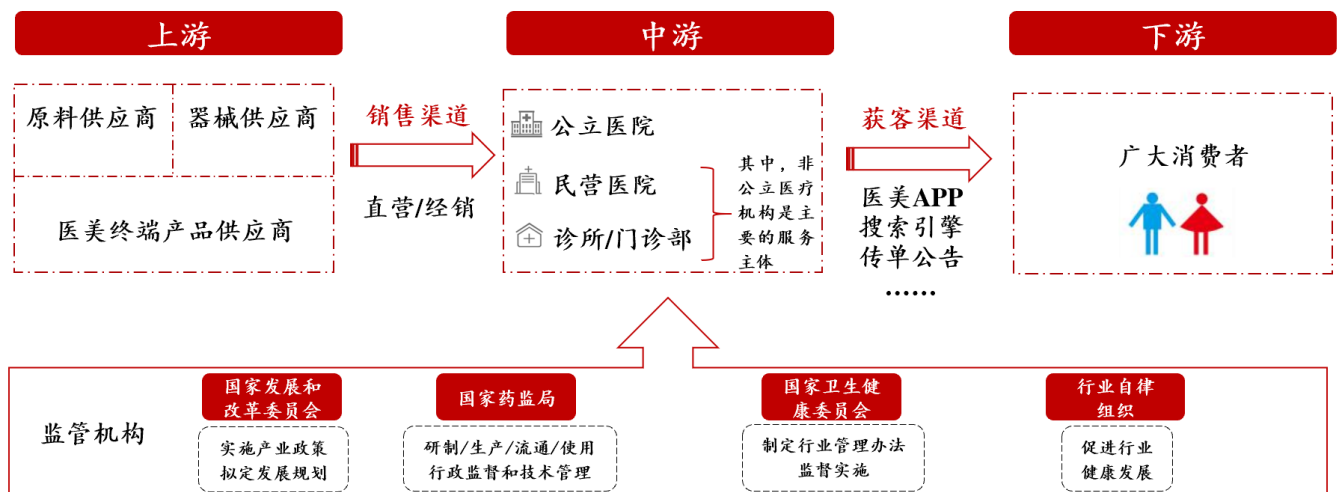 上游
中游
下游
原料供应商
器械供应商
医美终端产品供应商
销售渠道
直营/经销
公立医院
民营医院
诊所/门诊部
其中，非
公立医疗
机构是主
要的服务
主体
获客渠道
医美APP
搜索引擎
传单公告
……
广大消费者
监管机构
国家发展和
改革委员会
实施产业政策
拟定发展规划
国家药监局
研制/生产/流通/使用
行政监督和技术管理
国家卫生健
康委员会
制定行业管理办法
监督实施
行业自律
组织
促进行业
健康发展